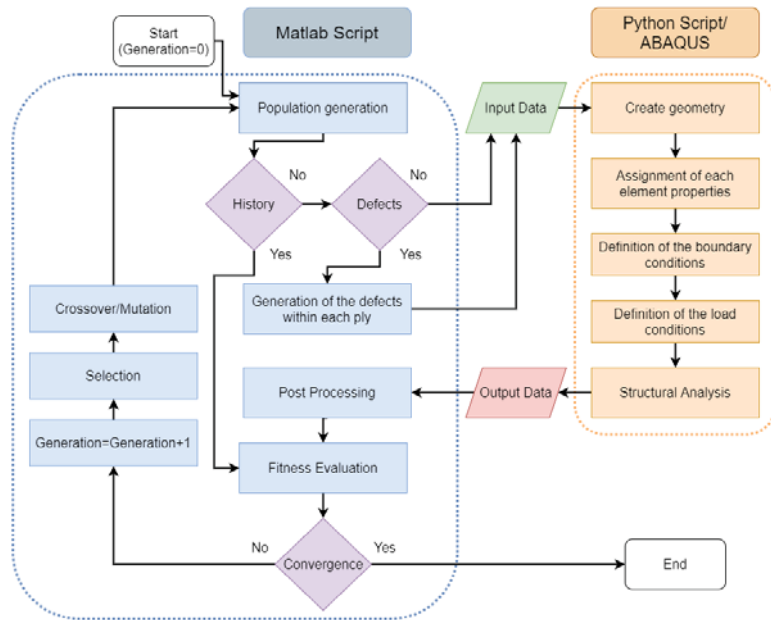 Start
(Generation=0)
Matlab Script
Python Script/
ABAQUS
Population generation
Input Data
Create geometry
No
No
History
Defects
Assignment of each
element properties
Yes
Yes
Definition of the boundary
conditions
Crossover/Mutation
Generation of the defects
within each ply
Definition of the load
conditions
Selection
Post Processing
Output Data
Structural Analysis
Generation=Generation+1
Fitness Evaluation
No
Yes
Convergence
End